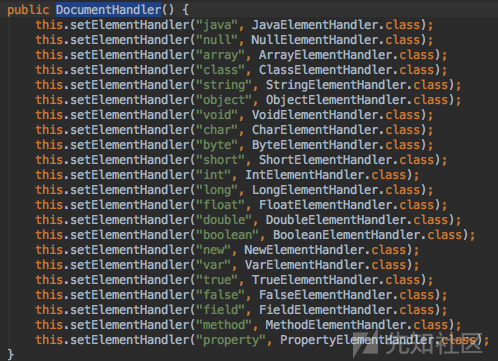 public DocumentHandler() {
this.setElementHandler("java", JavaElementHandler.class);
this.setElementHandler("null", NullElementHandler.class);
this.setElementHandler("array", ArrayElementHandler.class);
this.setElementHandler("class", ClassElementHandler.class);
this.setElementHandler("string", StringElementHandler.class);
this.setElementHandler("object", ObjectElementHandler.class);
this.setElementHandler("void", VoidElementHandler.class);
this.setElementHandler("char", CharElementHandler.class);
this.setElementHandler("byte", ByteElementHandler.class);
this.setElementHandler("short", ShortElementHandler.class);
this.setElementHandler("int", IntElementHandler.class);
this.setElementHandler("long", LongElementHandler.class);
this.setElementHandler("float", FloatElementHandler.class);
this.setElementHandler("double", DoubleElementHandler.class);
this.setElementHandler("boolean", BooleanElementHandler.class);
this.setElementHandler("new", NewElementHandler.class);
this.setElementHandler("var", VarElementHandler.class);
this.setElementHandler("true", TrueElementHandler.class);
this.setElementHandler("false", FalseElementHandler.class);
this.setElementHandler("field", FieldElementHandler.class);
this.setElementHandler("method", MethodElementHandler.class);
this.setElementHandler("property", PropertyElementHandler.class);
}
先知社区